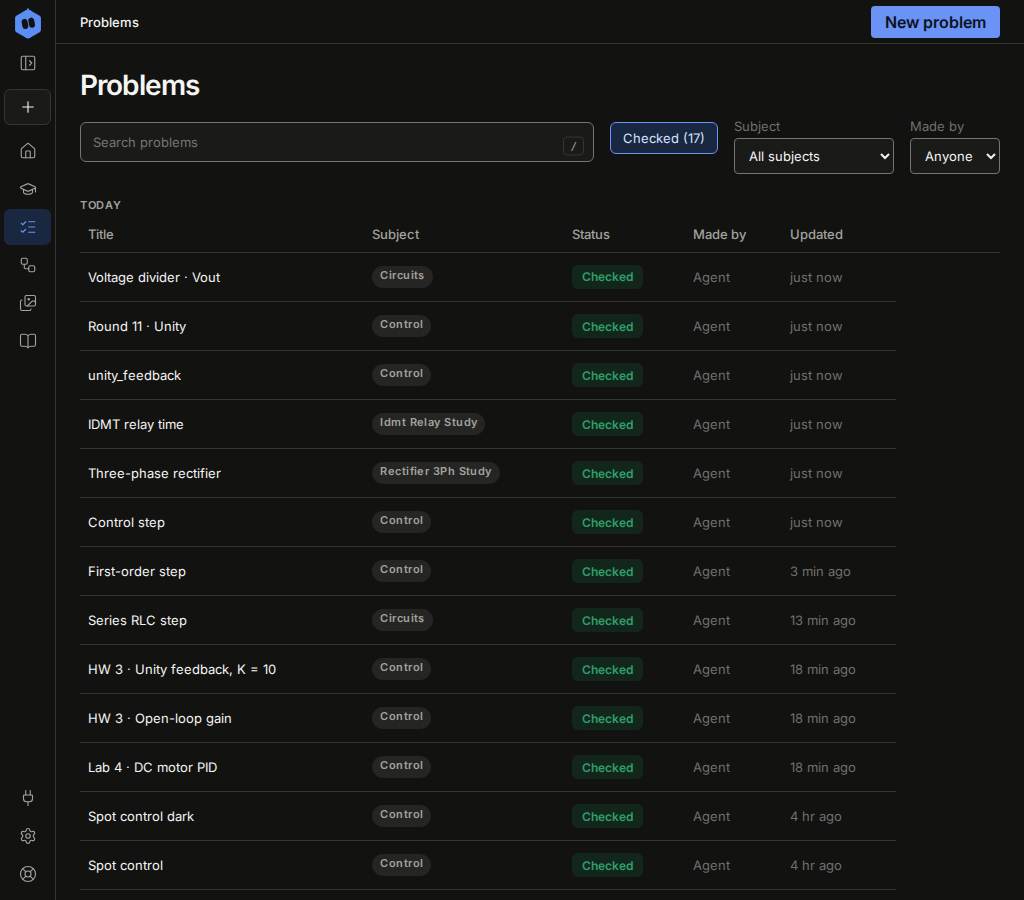 Problems
New problem
Problems
Search problems
/
Checked (17)
Subject
All subjects
Made by
Anyone
TODAY
Title Subject Status Made by Updated
Voltage divider · Vout Circuits Checked Agent just now
Round 11 · Unity Control Checked Agent just now
unity_feedback Control Checked Agent just now
IDMT relay time Idmt Relay Study Checked Agent just now
Three-phase rectifier Rectifier 3Ph Study Checked Agent just now
Control step Control Checked Agent just now
First-order step Control Checked Agent 3 min ago
Series RLC step Circuits Checked Agent 13 min ago
HW 3 · Unity feedback, K = 10 Control Checked Agent 18 min ago
HW 3 · Open-loop gain Control Checked Agent 18 min ago
Lab 4 · DC motor PID Control Checked Agent 18 min ago
Spot control dark Control Checked Agent 4 hr ago
Spot control Control Checked Agent 4 hr ago